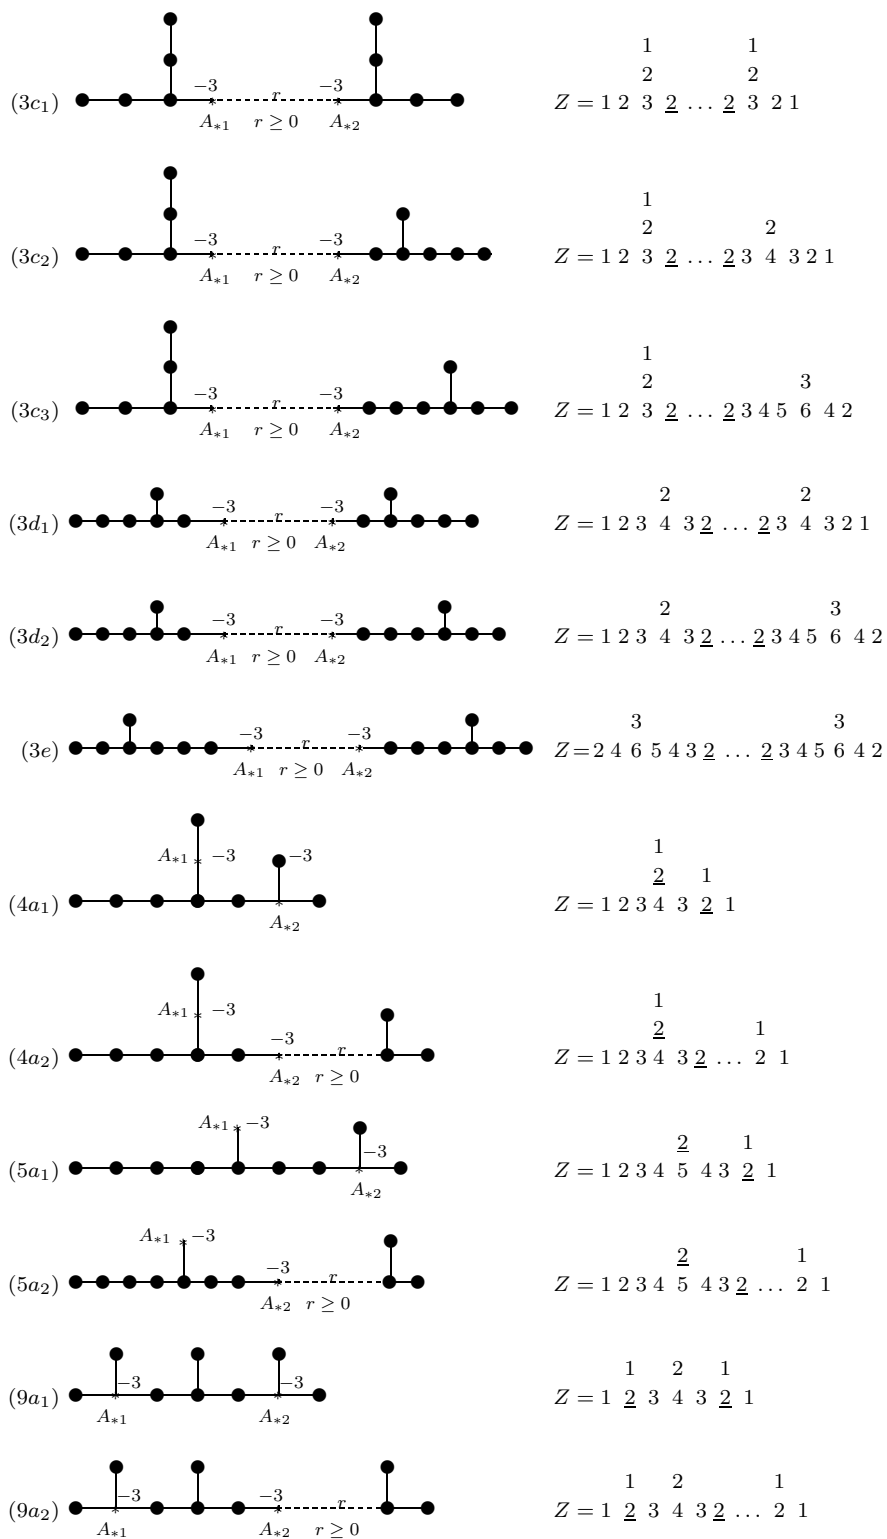 1 1
2 2
−3 −3
(3c₁) r Z = 1 2 3 2 … 2 3 2 1
A∗1 r ≥ 0 A∗2
1
2 2
−3 −3
(3c₂) r Z = 1 2 3 2 … 2 3 4 3 2 1
A∗1 r ≥ 0 A∗2
1
2 3
−3 −3
(3c₃) r Z = 1 2 3 2 … 2 3 4 5 6 4 2
A∗1 r ≥ 0 A∗2
2 2
−3 −3
(3d₁) r Z = 1 2 3 4 3 2 … 2 3 4 3 2 1
A∗1 r ≥ 0 A∗2
2 3
−3 −3
(3d₂) r Z = 1 2 3 4 3 2 … 2 3 4 5 6 4 2
A∗1 r ≥ 0 A∗2
3 3
−3 −3
(3e) r Z = 2 4 6 5 4 3 2 … 2 3 4 5 6 4 2
A∗1 r ≥ 0 A∗2
1
A∗1 −3 −3 2 1
(4a₁) Z = 1 2 3 4 3 2 1
A∗2
1
A∗1 −3 2 1
−3
(4a₂) r Z = 1 2 3 4 3 2 … 2 1
A∗2 r ≥ 0
A∗1 −3
−3 2 1
(5a₁) Z = 1 2 3 4 5 4 3 2 1
A∗2
A∗1 −3
−3 2 1
(5a₂) r Z = 1 2 3 4 5 4 3 2 … 2 1
A∗2 r ≥ 0
−3 −3 1 2 1
(9a₁) Z = 1 2 3 4 3 2 1
A∗1 A∗2
−3 −3 1 2 1
(9a₂) r Z = 1 2 3 4 3 2 … 2 1
A∗1 A∗2 r ≥ 0